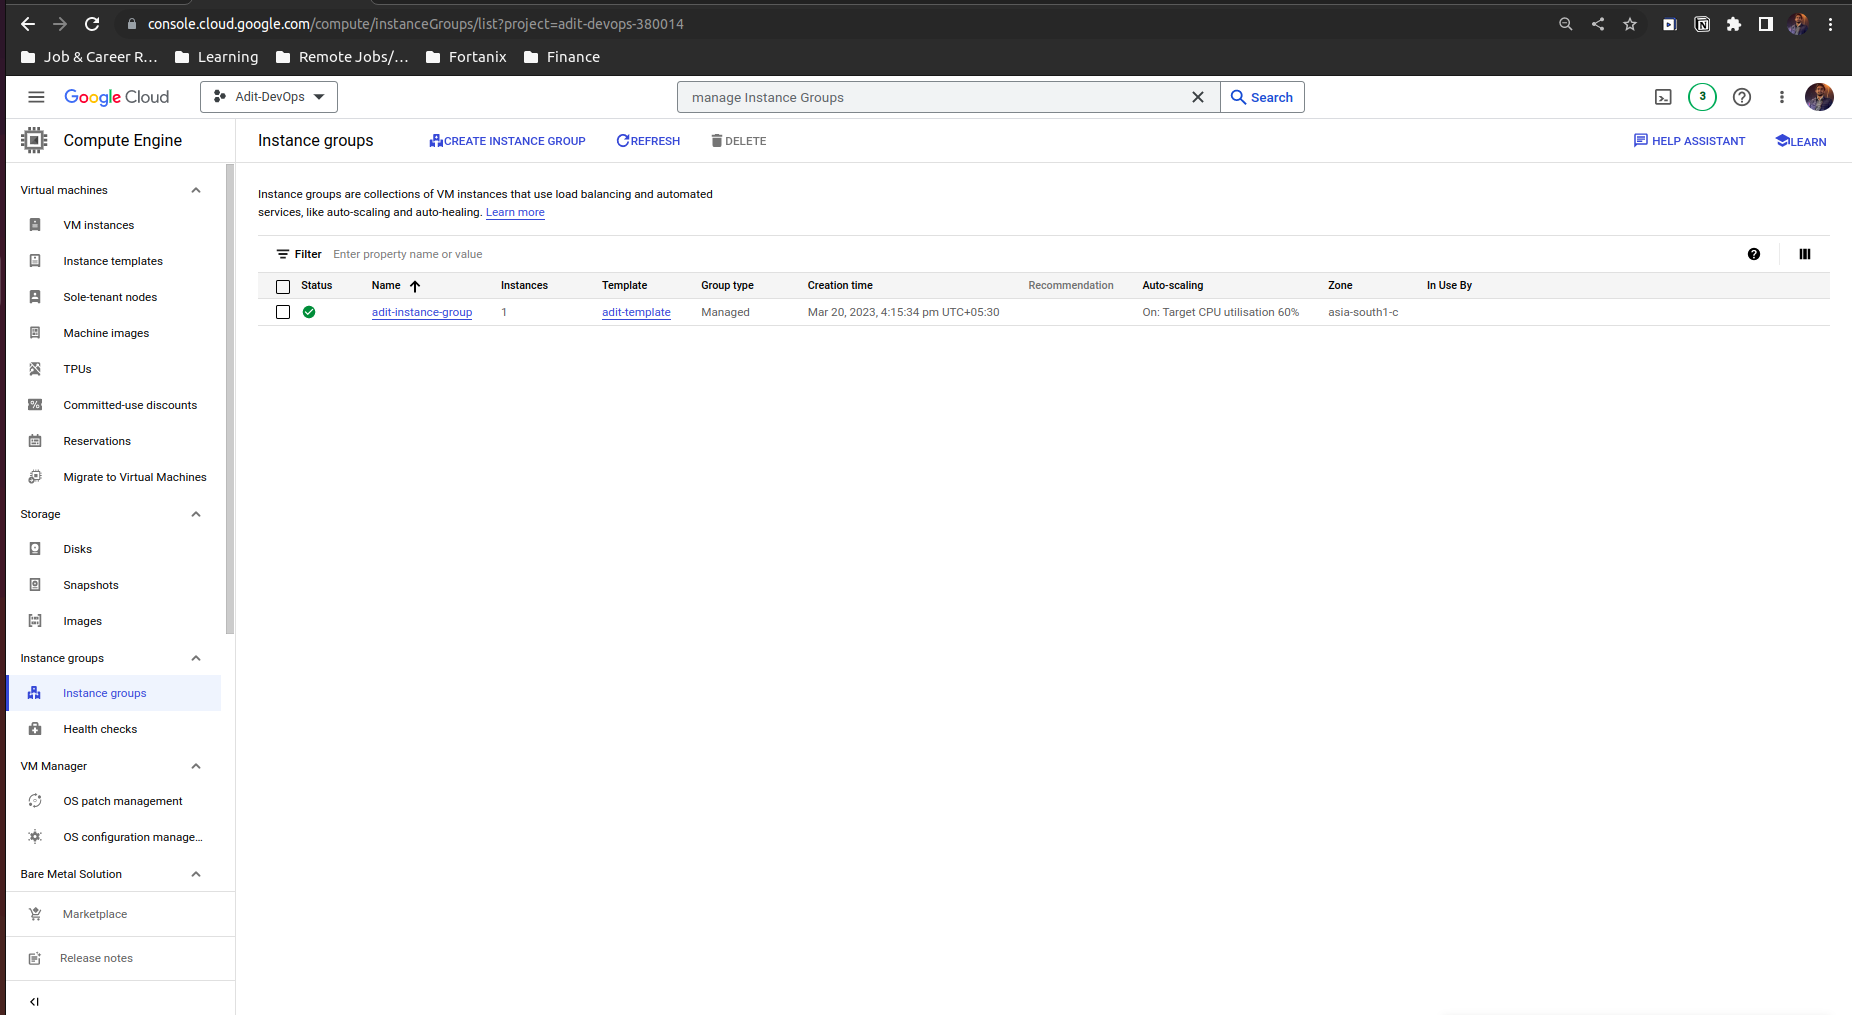 console.cloud.google.com/compute/instanceGroups/list?project=adit-devops-380014
Job & Career R... Learning Remote Jobs/... Fortanix Finance
Google Cloud Adit-DevOps manage Instance Groups Search 3
Compute Engine Instance groups CREATE INSTANCE GROUP REFRESH DELETE HELP ASSISTANT LEARN
Virtual machines
VM instances
Instance templates
Sole-tenant nodes
Machine images
TPUs
Committed-use discounts
Reservations
Migrate to Virtual Machines
Storage
Disks
Snapshots
Images
Instance groups
Instance groups
Health checks
VM Manager
OS patch management
OS configuration manage...
Bare Metal Solution
Marketplace
Release notes
Instance groups are collections of VM instances that use load balancing and automated
services, like auto-scaling and auto-healing. Learn more
Filter Enter property name or value
Status Name Instances Template Group type Creation time Recommendation Auto-scaling Zone In Use By
adit-instance-group 1 adit-template Managed Mar 20, 2023, 4:15:34 pm UTC+05:30 On: Target CPU utilisation 60% asia-south1-c